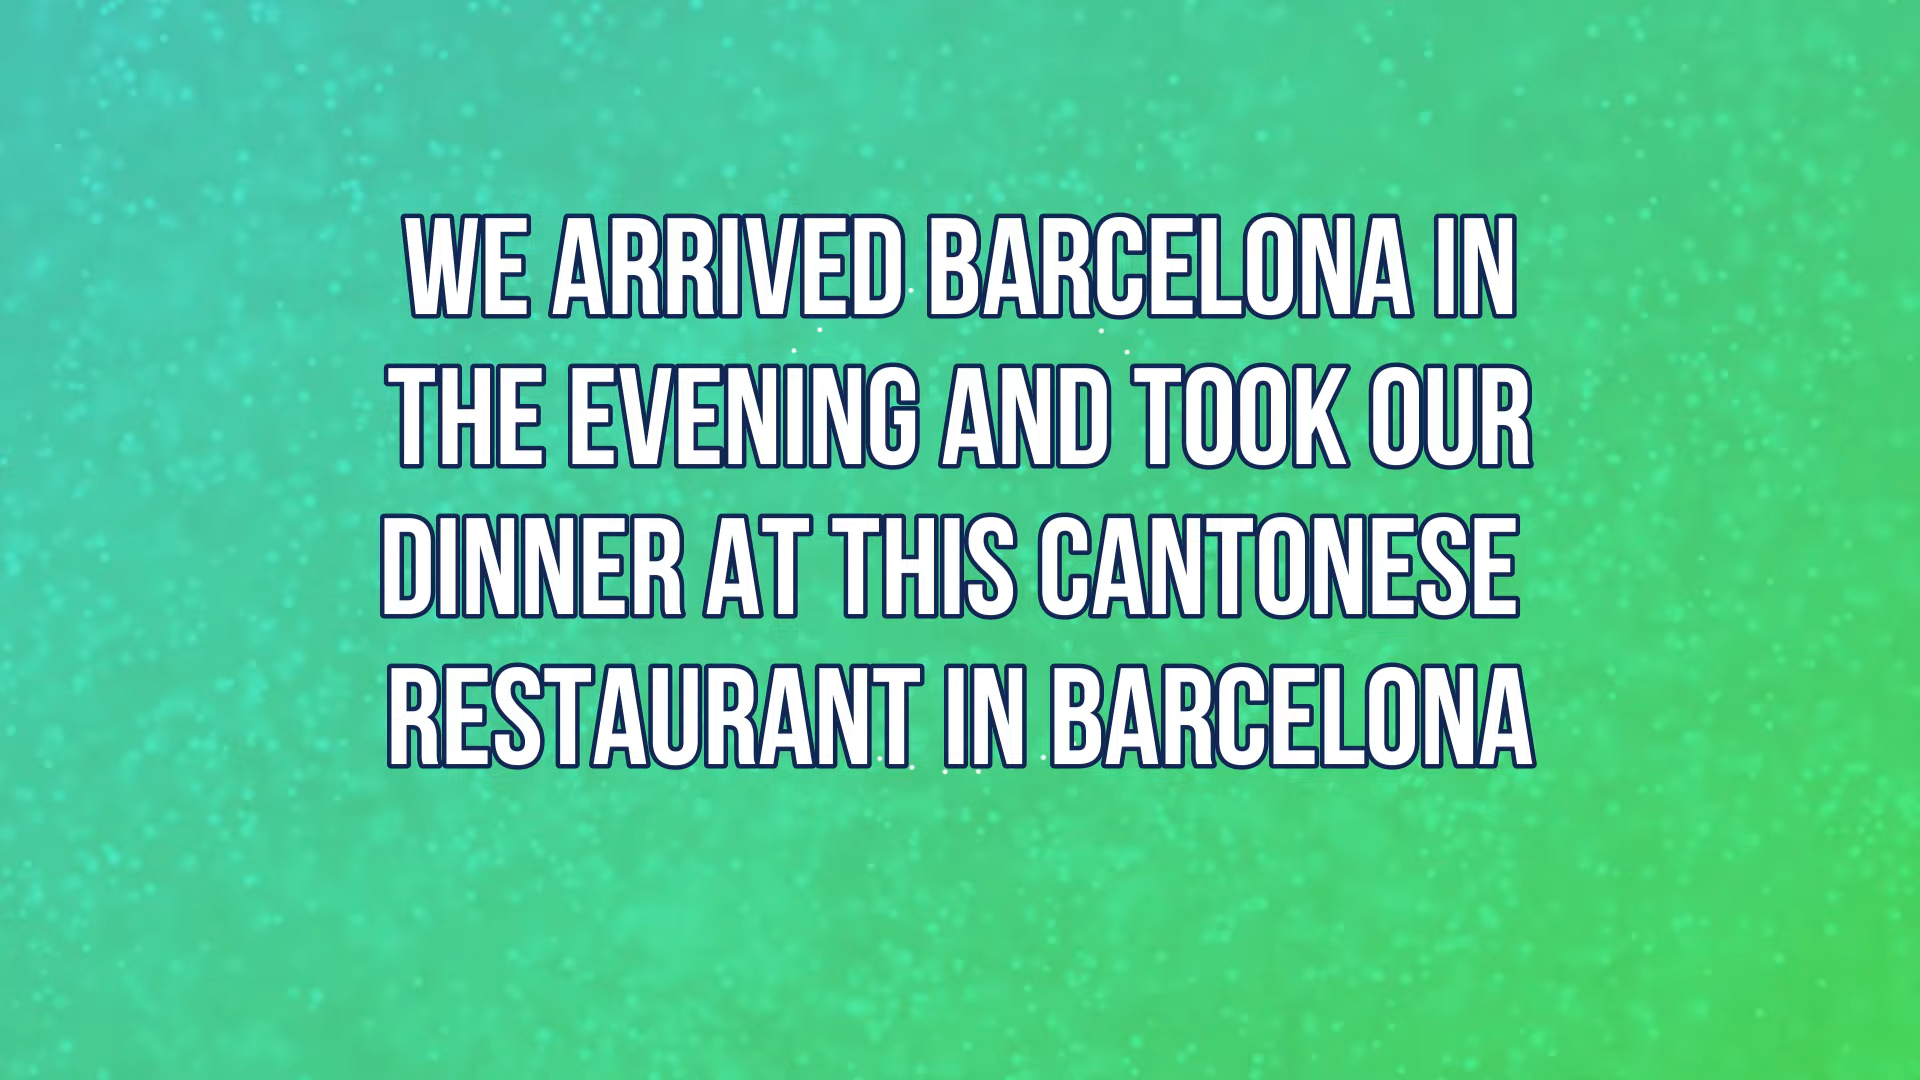 WE ARRIVED BARCELONA IN
THE EVENING AND TOOK OUR
DINNER AT THIS CANTONESE
RESTAURANT IN BARCELONA